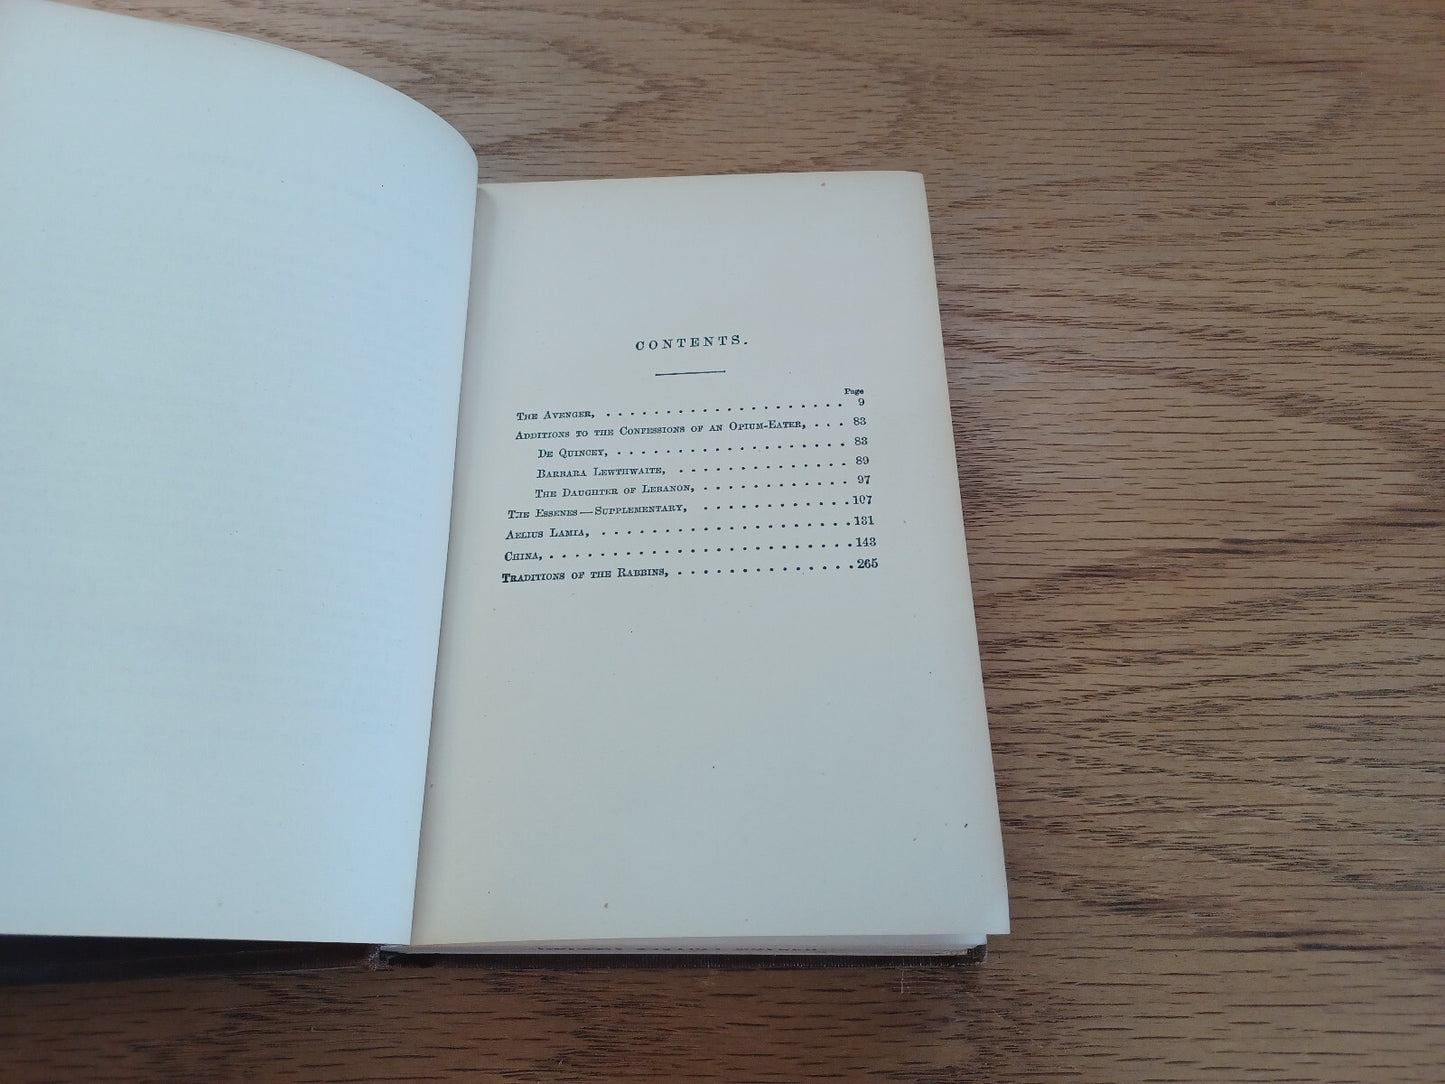 CONTENTS.
Page
THE AVENGER, . . . . . . . . . . . . . . . . . . . . 9
ADDITIONS TO THE CONFESSIONS OF AN OPIUM-EATER, . . . 83
DE QUINCEY, . . . . . . . . . . . . . . . . . . . . 83
BARBARA LEWTHWAITE, . . . . . . . . . . . . . . . 89
THE DAUGHTER OF LEBANON, . . . . . . . . . . . . . 97
THE ESSENES—SUPPLEMENTARY, . . . . . . . . . . . . . 107
AELIUS LAMIA, . . . . . . . . . . . . . . . . . . . . . 131
CHINA, . . . . . . . . . . . . . . . . . . . . . . . . . 143
TRADITIONS OF THE RABBINS, . . . . . . . . . . . . . . . 265